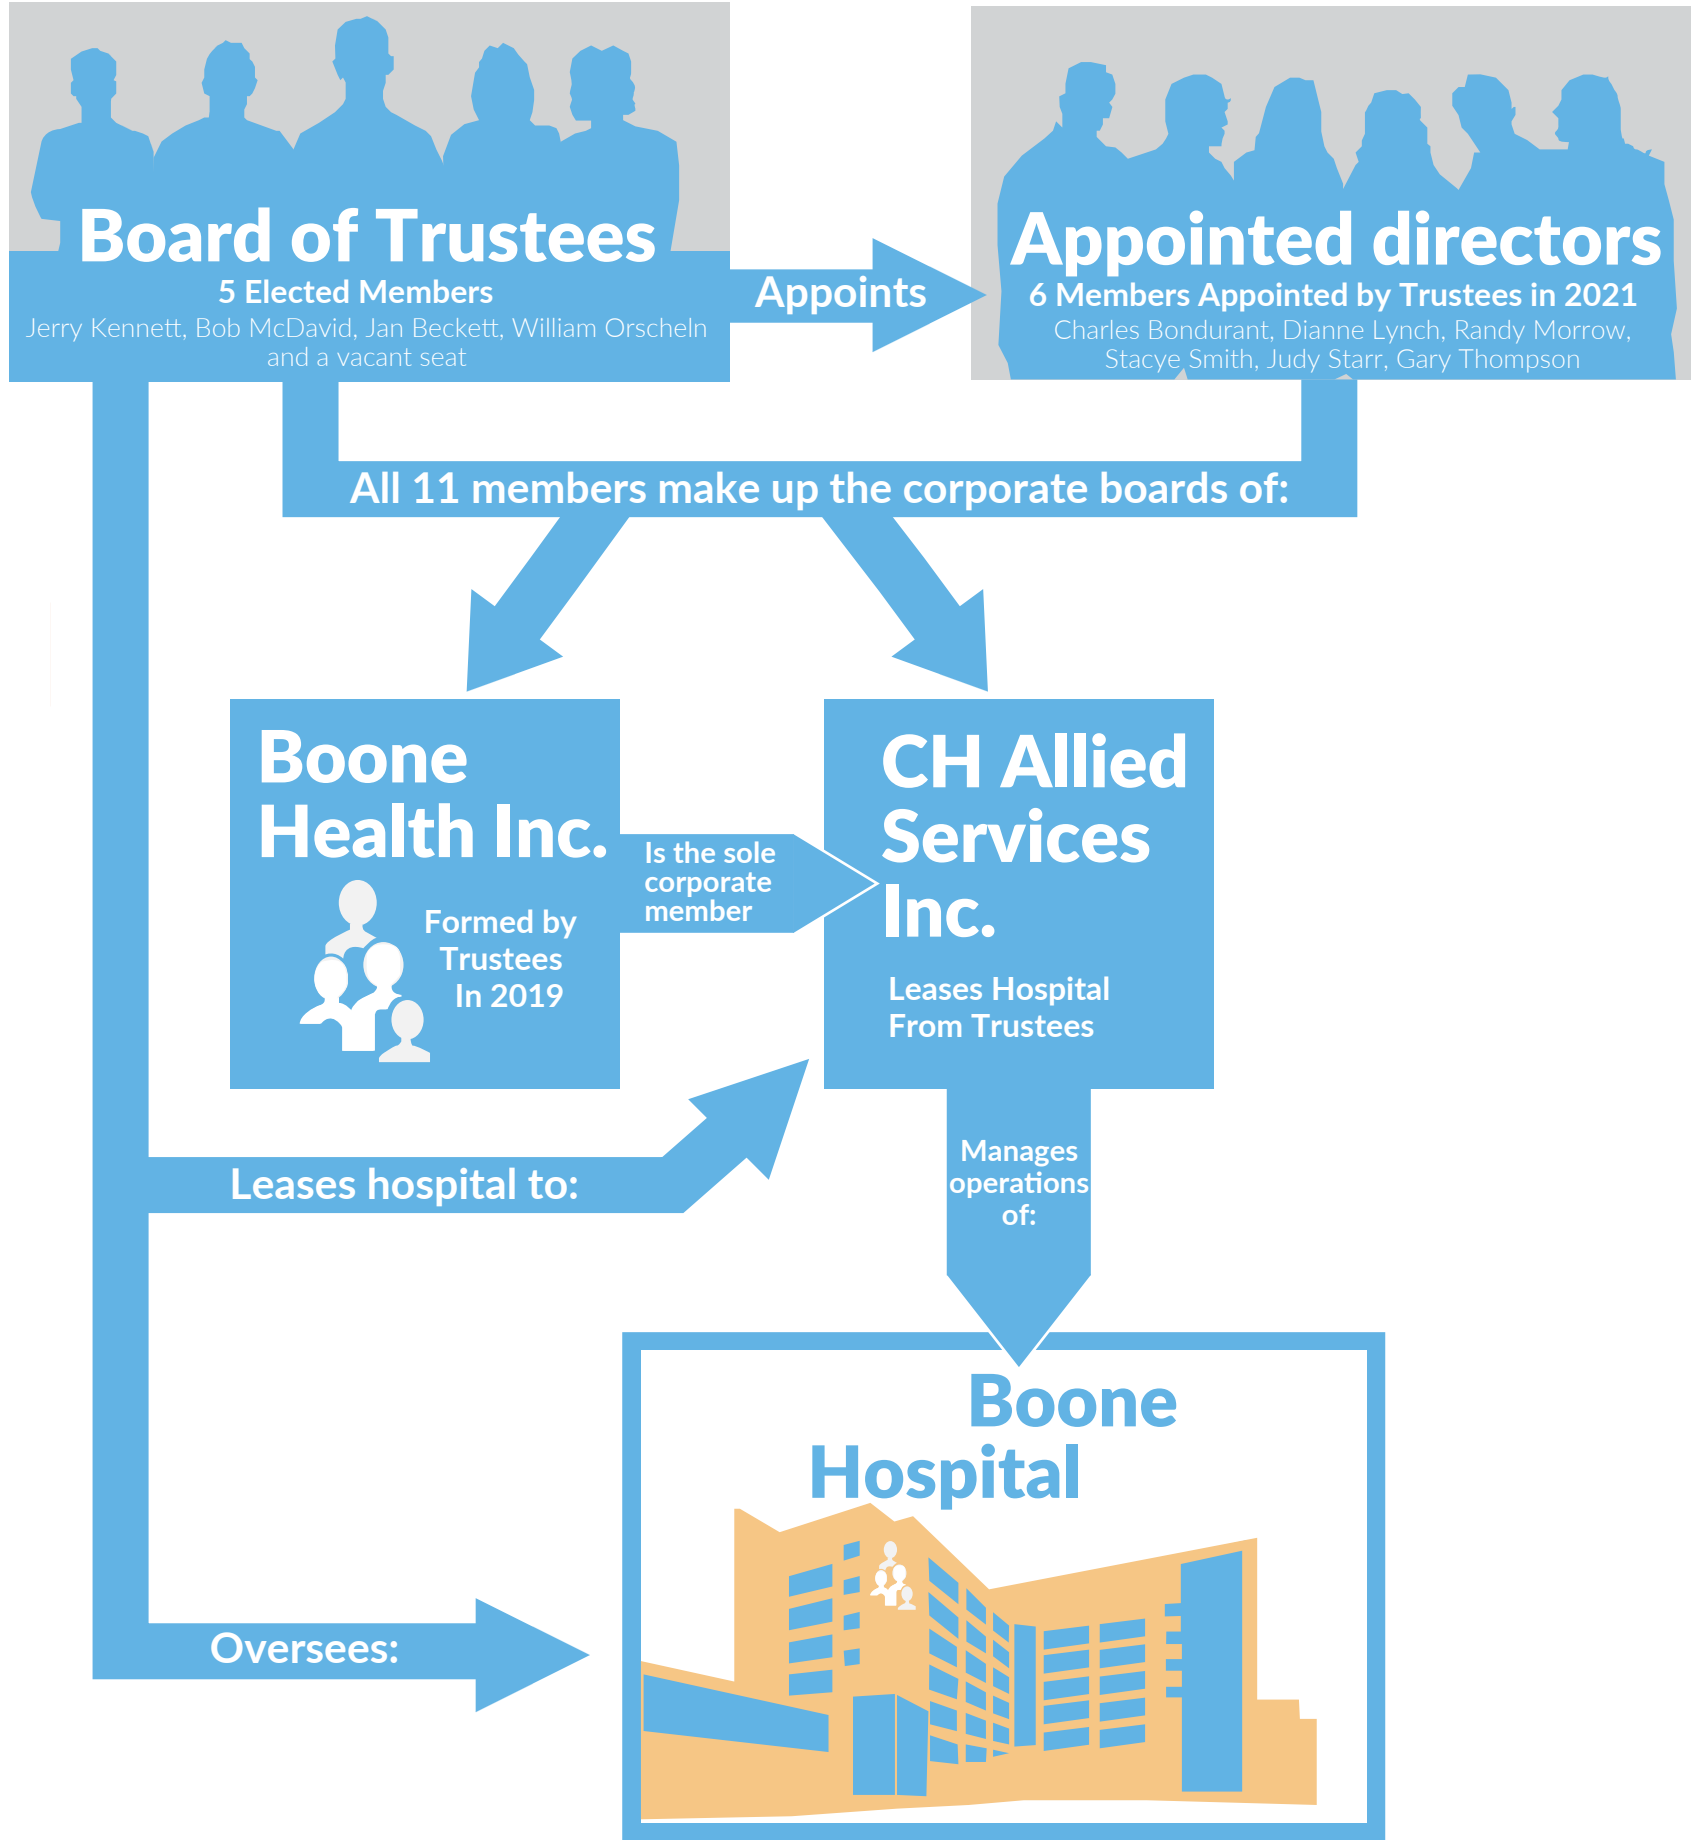 Board of Trustees
5 Elected Members
Jerry Kennett, Bob McDavid, Jan Beckett, William Orscheln
and a vacant seat
Appoints
Appointed directors
6 Members Appointed by Trustees in 2021
Charles Bondurant, Dianne Lynch, Randy Morrow,
Stacye Smith, Judy Starr, Gary Thompson
All 11 members make up the corporate boards of:
Boone
Health Inc.
Formed by
Trustees
In 2019
Is the sole
corporate
member
CH Allied
Services
Inc.
Leases Hospital
From Trustees
Leases hospital to:
Manages
operations
of:
Boone
Hospital
Oversees: